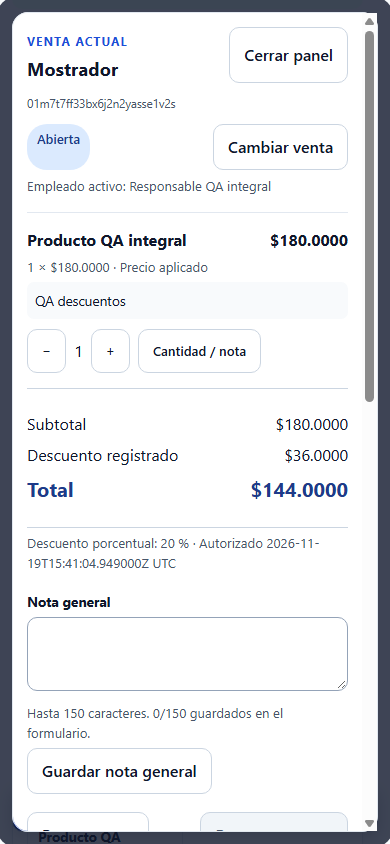 VENTA ACTUAL
Mostrador
Cerrar panel
01m7t7ff33bx6j2n2yasse1v2s
Abierta
Cambiar venta
Empleado activo: Responsable QA integral
Producto QA integral $180.0000
1 × $180.0000 · Precio aplicado
QA descuentos
− 1 + Cantidad / nota
Subtotal $180.0000
Descuento registrado $36.0000
Total $144.0000
Descuento porcentual: 20 % · Autorizado 2026-11-
19T15:41:04.949000Z UTC
Nota general
Hasta 150 caracteres. 0/150 guardados en el
formulario.
Guardar nota general
Producto QA